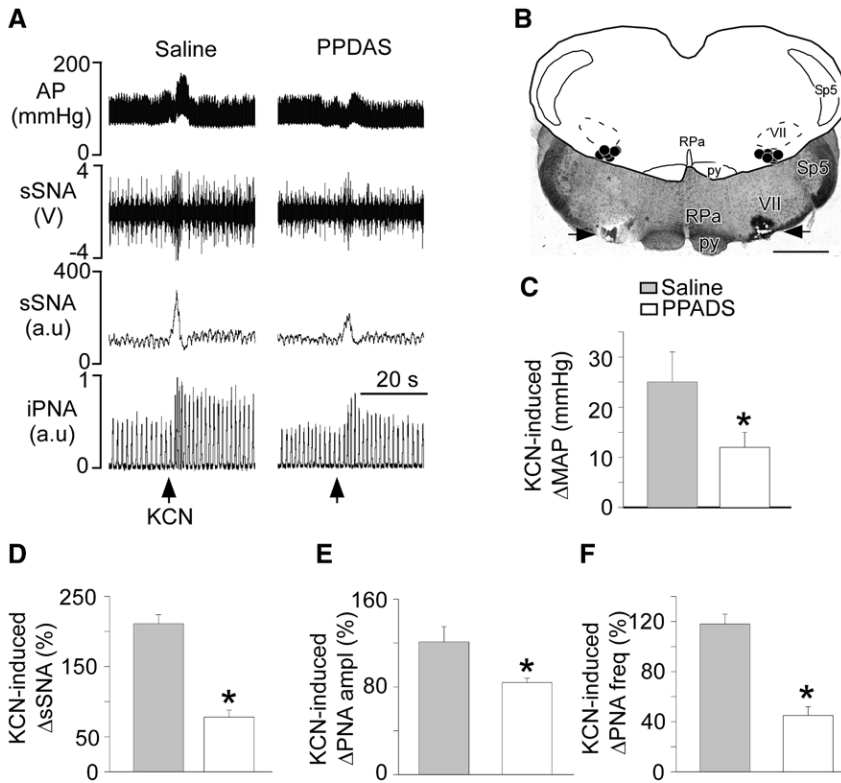 A
Saline PPDAS
200
AP
(mmHg)
0
4
sSNA
(V)
-4
400
sSNA
(a.u)
0
1
20 s
iPNA
(a.u)
0
KCN
B
Sp5
VII
RPa
py
Sp5
VII
RPa
py
C
Saline
PPADS
KCN-induced
ΔMAP (mmHg)
30
20
10
0
*
D
KCN-induced
ΔsSNA (%)
250
150
50
0
*
E
KCN-induced
ΔPNA ampl (%)
160
80
0
*
F
KCN-induced
ΔPNA freq (%)
120
80
40
0
*